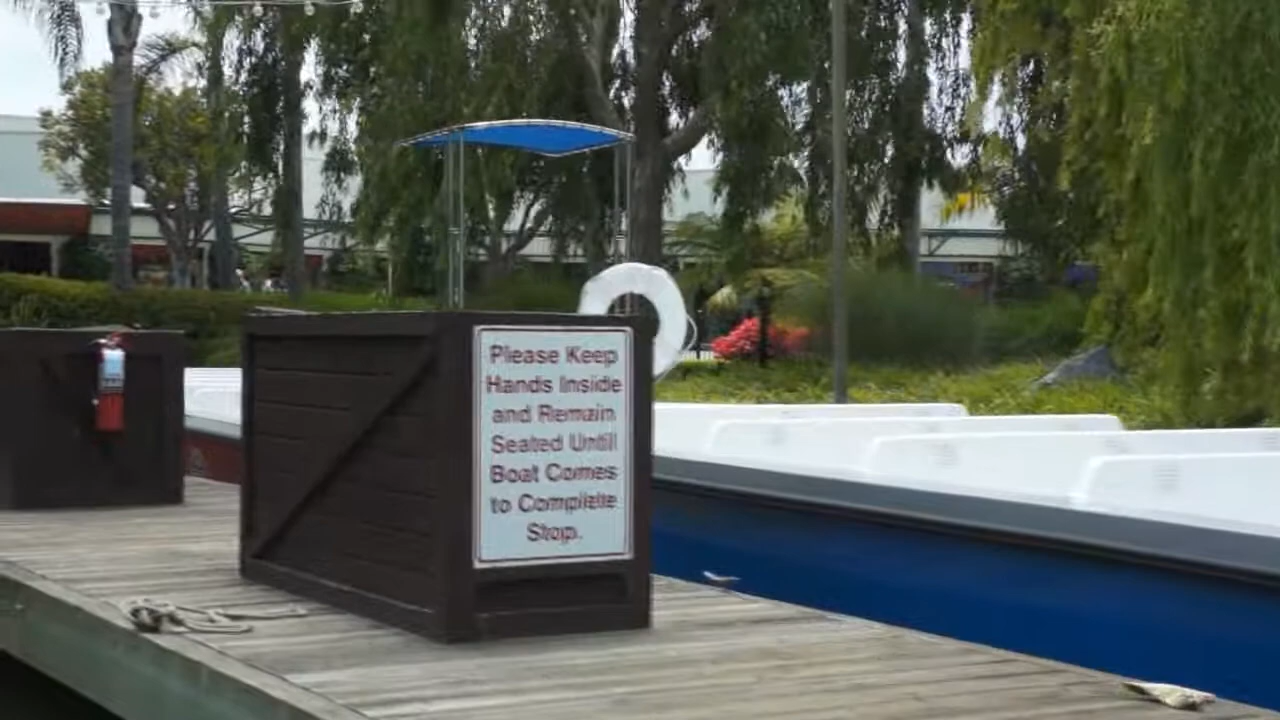 Please Keep
Hands Inside
and Remain
Seated Until
Boat Comes
to Complete
Stop.